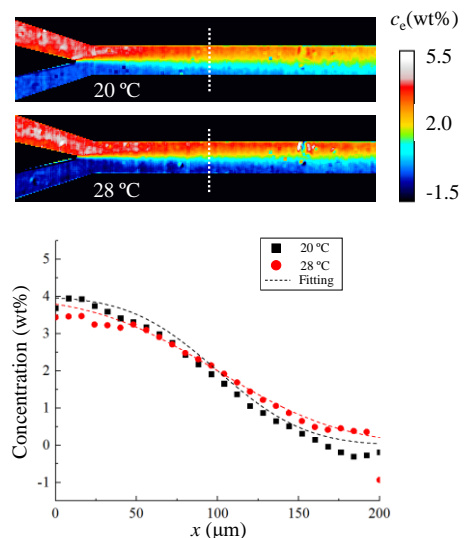 cₑ(wt%)
5.5
20 ºC
2.0
28 ºC
-1.5
20 ºC
28 ºC
Fitting
5
4
3
2
1
0
-1
Concentration (wt%)
0 50 100 150 200
x (μm)